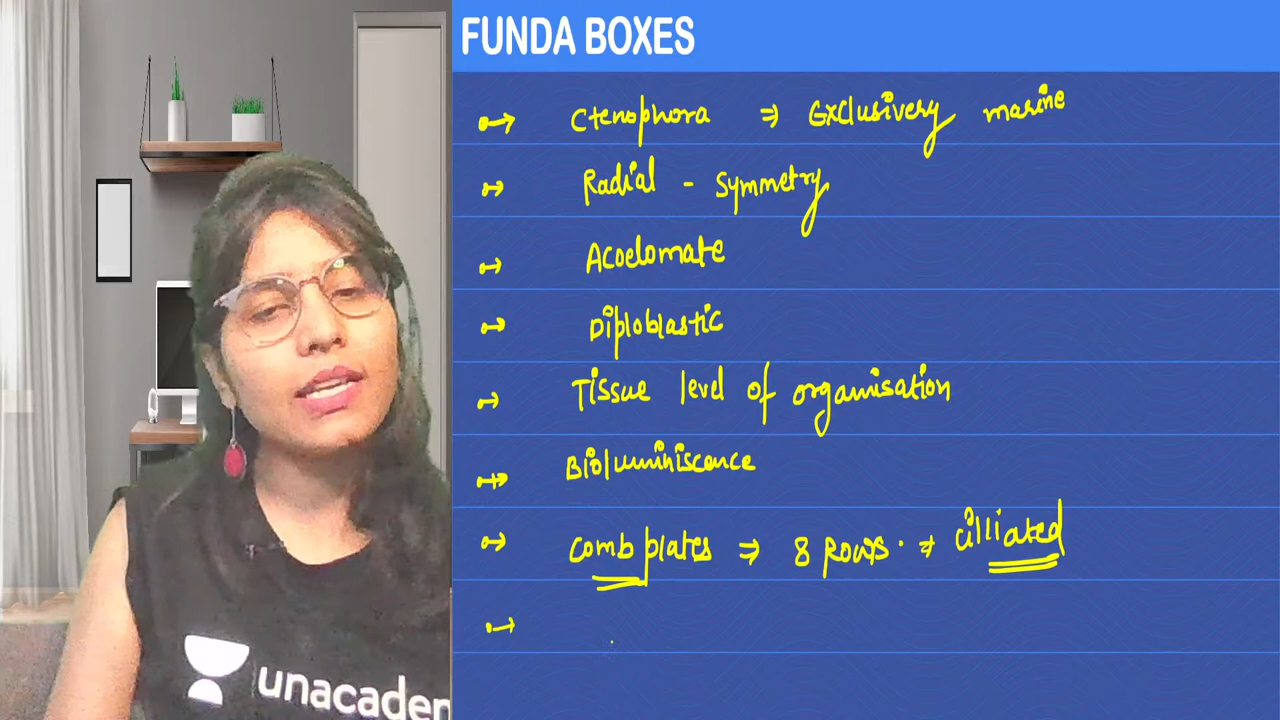 FUNDA BOXES
Ctenophora ⇒ Exclusively marine
Radial - symmetry
Acoelomate
Diploblastic
Tissue level of organisation
Bioluminiscence
comb plates ⇒ 8 rows. → cilliated
unacaden